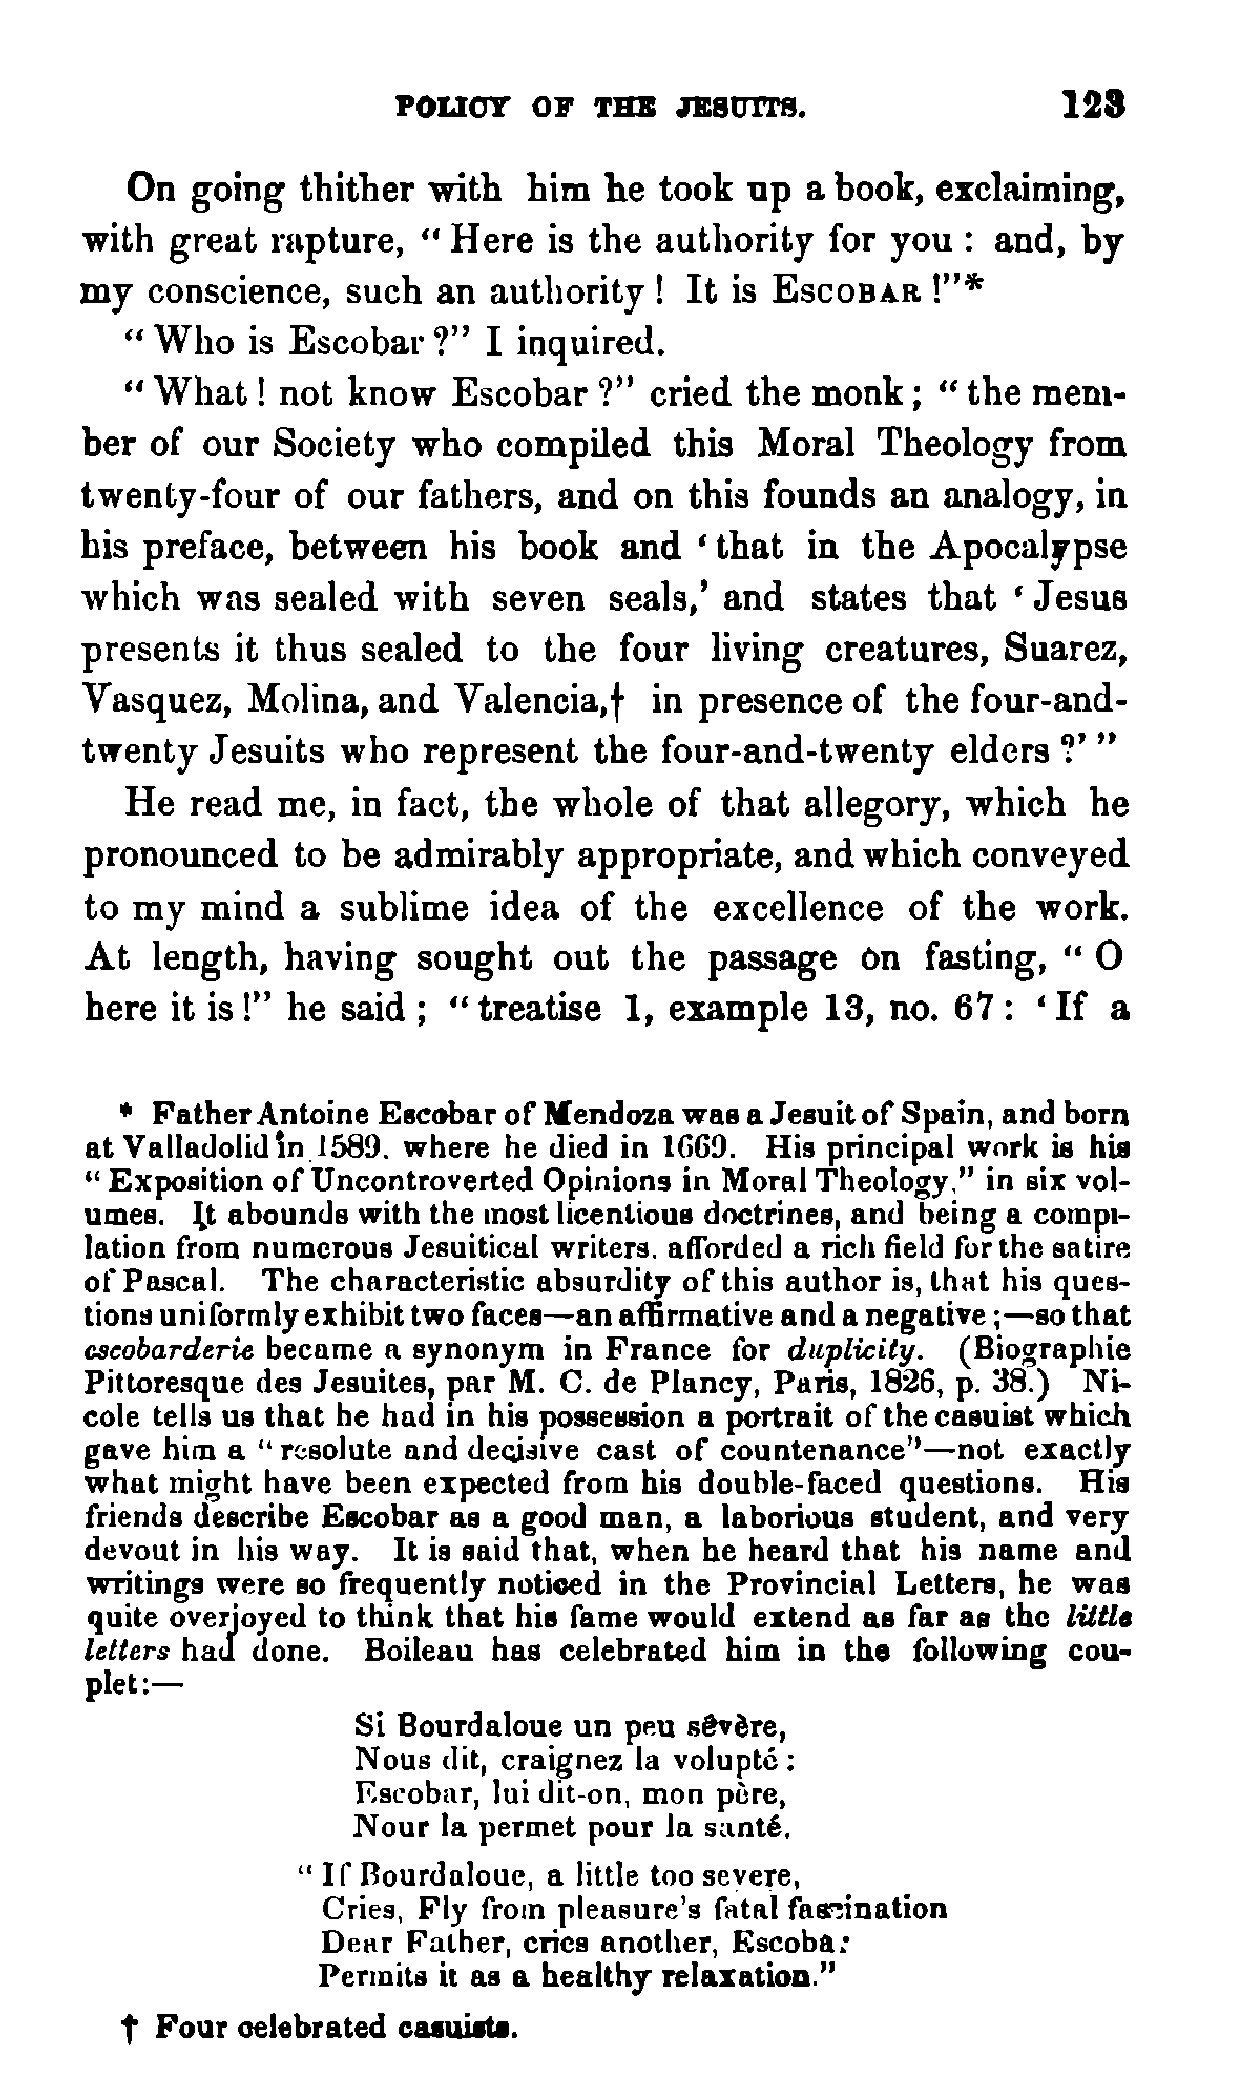 POLICY OF THE JESUITS. 123
On going thither with him he took up a book, exclaiming,
with great rapture, “ Here is the authority for you : and, by
my conscience, such an authority ! It is Escobar !”*
“ Who is Escobar ?” I inquired.
“ What ! not know Escobar ?” cried the monk ; “ the mem-
ber of our Society who compiled this Moral Theology from
twenty-four of our fathers, and on this founds an analogy, in
his preface, between his book and ‘ that in the Apocalypse
which was sealed with seven seals,’ and states that ‘ Jesus
presents it thus sealed to the four living creatures, Suarez,
Vasquez, Molina, and Valencia,† in presence of the four-and-
twenty Jesuits who represent the four-and-twenty elders ?’ ”
He read me, in fact, the whole of that allegory, which he
pronounced to be admirably appropriate, and which conveyed
to my mind a sublime idea of the excellence of the work.
At length, having sought out the passage on fasting, “ O
here it is !” he said ; “ treatise 1, example 13, no. 67 : ‘ If a
* Father Antoine Escobar of Mendoza was a Jesuit of Spain, and born
at Valladolid in 1589. where he died in 1669. His principal work is his
“ Exposition of Uncontroverted Opinions in Moral Theology,” in six vol-
umes. It abounds with the most licentious doctrines, and being a compi-
lation from numerous Jesuitical writers. afforded a rich field for the satire
of Pascal. The characteristic absurdity of this author is, that his ques-
tions uniformly exhibit two faces—an affirmative and a negative ;—so that
escobarderie became a synonym in France for duplicity. (Biographie
Pittoresque des Jesuites, par M. C. de Plancy, Paris, 1826, p. 38.) Ni-
cole tells us that he had in his possession a portrait of the casuist which
gave him a “ resolute and decisive cast of countenance”—not exactly
what might have been expected from his double-faced questions. His
friends describe Escobar as a good man, a laborious student, and very
devout in his way. It is said that, when he heard that his name and
writings were so frequently noticed in the Provincial Letters, he was
quite overjoyed to think that his fame would extend as far as the little
letters had done. Boileau has celebrated him in the following cou-
plet:—
Si Bourdaloue un peu sévère,
Nous dit, craignez la volupté :
Escobar, lui dit-on, mon père,
Nour la permet pour la santé.
“ If Bourdaloue, a little too severe,
Cries, Fly from pleasure’s fatal fascination
Dear Father, cries another, Escobar
Permits it as a healthy relaxation.”
† Four celebrated casuists.